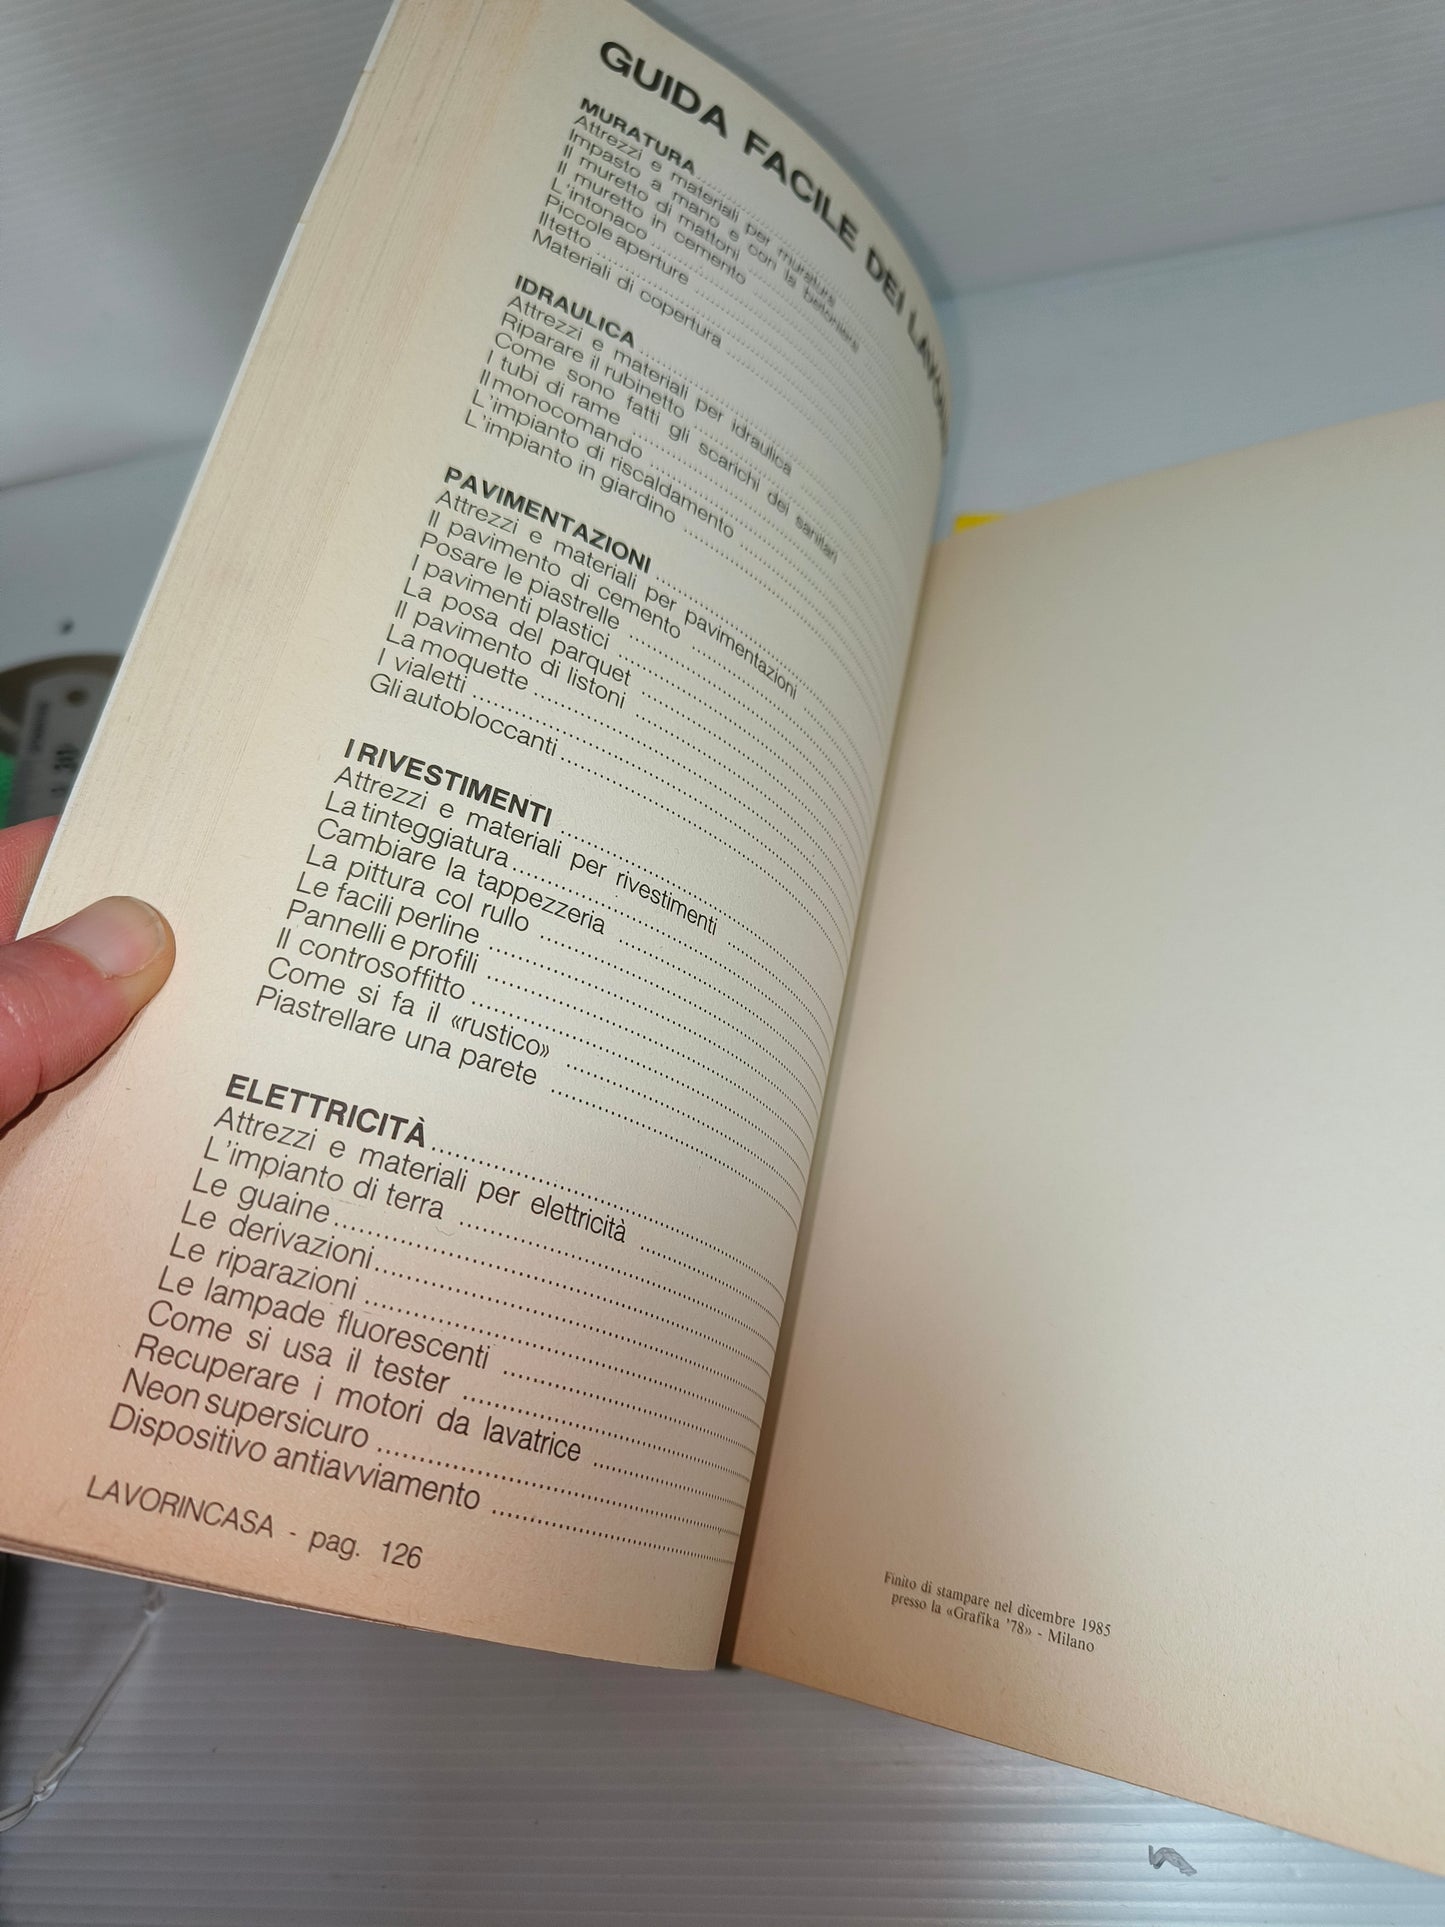 GUIDA FACILE DEI LAVORI
MURATURA
Attrezzi e materiali per muratura
Impasto a mano e con la betoniera
Il muretto di mattoni
Il muretto in cemento
L'intonaco
Piccole aperture
Il tetto
Materiali di copertura
IDRAULICA
Attrezzi e materiali per idraulica
Riparare il rubinetto
Come sono fatti gli scarichi dei sanitari
I tubi di rame
Il monocomando
L'impianto di riscaldamento
L'impianto in giardino
PAVIMENTAZIONI
Attrezzi e materiali per pavimentazioni
Il pavimento di cemento
Posare le piastrelle
I pavimenti plastici
La posa del parquet
Il pavimento di listoni
La moquette
I vialetti
Gli autobloccanti
I RIVESTIMENTI
Attrezzi e materiali per rivestimenti
La tinteggiatura
Cambiare la tappezzeria
La pittura col rullo
Le facili perline
Pannelli e profili
Il controsoffitto
Come si fa il «rustico»
Piastrellare una parete
ELETTRICITÀ
Attrezzi e materiali per elettricità
L'impianto di terra
Le guaine
Le derivazioni
Le riparazioni
Le lampade fluorescenti
Come si usa il tester
Recuperare i motori da lavatrice
Neon supersicuro
Dispositivo antiavviamento
LAVORINCASA - pag. 126
Finito di stampare nel dicembre 1985
presso la «Grafika '78» - Milano